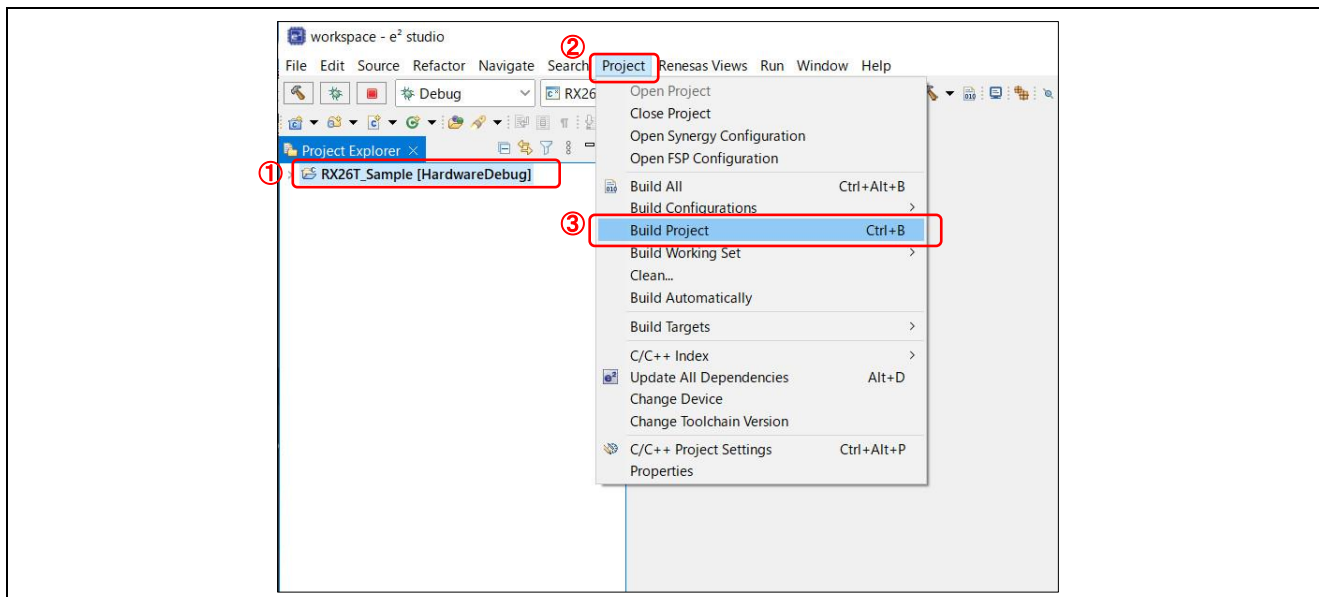 workspace - e² studio
②
File Edit Source Refactor Navigate Search Project Renesas Views Run Window Help
Debug
RX26
Open Project
Close Project
Open Synergy Configuration
Open FSP Configuration
Project Explorer
① RX26T_Sample [HardwareDebug]
Build All Ctrl+Alt+B
Build Configurations >
③ Build Project Ctrl+B
Build Working Set >
Clean...
Build Automatically
Build Targets >
C/C++ Index >
Update All Dependencies Alt+D
Change Device
Change Toolchain Version
C/C++ Project Settings Ctrl+Alt+P
Properties